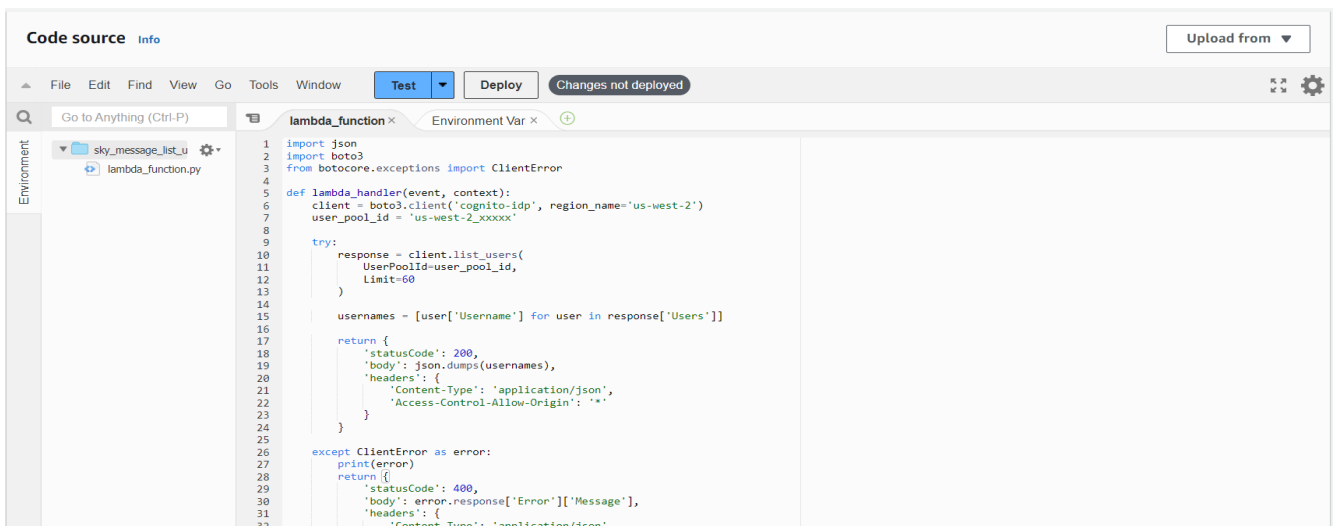 Code source Info
Upload from ▼
File Edit Find View Go Tools Window Test Deploy Changes not deployed
Go to Anything (Ctrl-P)
lambda_function × Environment Var ×
Environment
sky_message_list_u
lambda_function.py
1 import json
2 import boto3
3 from botocore.exceptions import ClientError
4
5 def lambda_handler(event, context):
6     client = boto3.client('cognito-idp', region_name='us-west-2')
7     user_pool_id = 'us-west-2_xxxxx'
8
9     try:
10         response = client.list_users(
11             UserPoolId=user_pool_id,
12             Limit=60
13         )
14
15         usernames = [user['Username'] for user in response['Users']]
16
17         return {
18             'statusCode': 200,
19             'body': json.dumps(usernames),
20             'headers': {
21                 'Content-Type': 'application/json',
22                 'Access-Control-Allow-Origin': '*'
23             }
24         }
25
26     except ClientError as error:
27         print(error)
28         return {
29             'statusCode': 400,
30             'body': error.response['Error']['Message'],
31             'headers': {
32                 'Content-Type': 'application/json',